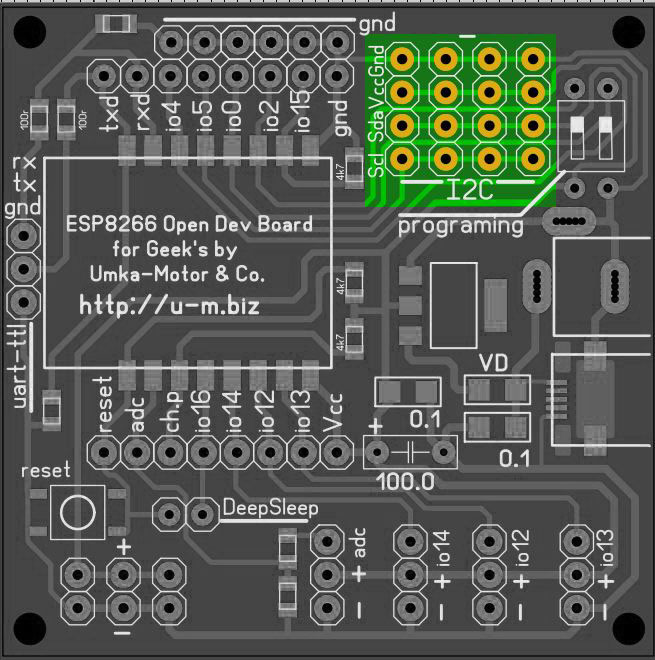 gnd
100r
100r
txd
rxd
io4
io5
io0
io2
io15
gnd
Gnd
Vcc
Sda
Scl
I2C
programing
4k7
rx
tx
gnd
uart-ttl
ESP8266 Open Dev Board
for Geek's by
Umka-Motor & Co.
http://u-m.biz
4k7
4k7
VD
reset
adc
ch.p
io16
io14
io12
io13
Vcc
0.1
0.1
+
100.0
reset
DeepSleep
+
−
−
adc
+
−
io14
+
−
io12
+
−
io13
+
−